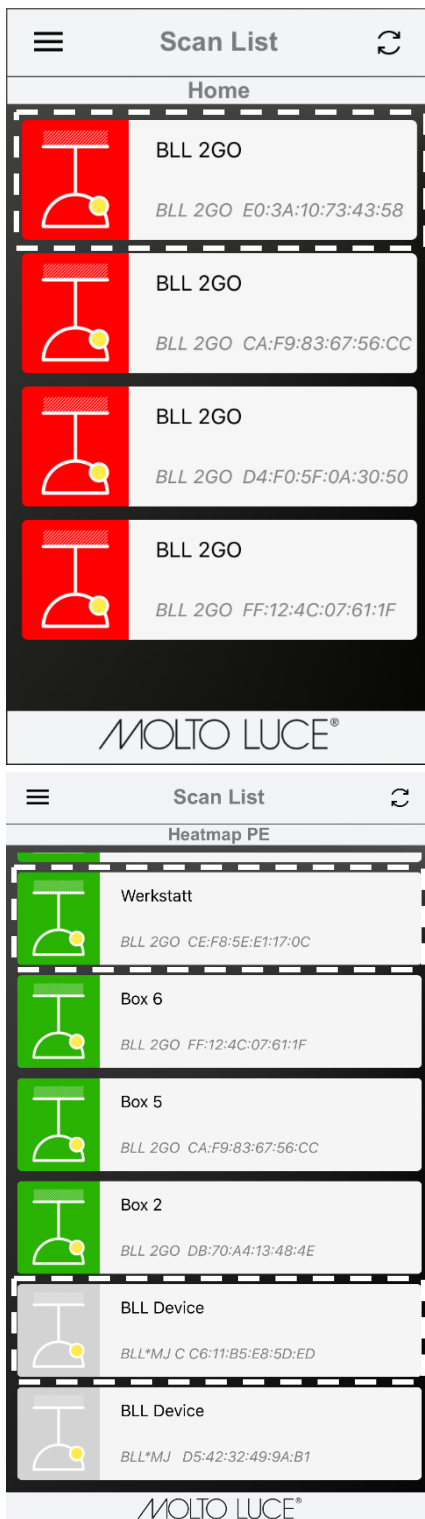 Scan List
Home
BLL 2GO
BLL 2GO E0:3A:10:73:43:58
BLL 2GO
BLL 2GO CA:F9:83:67:56:CC
BLL 2GO
BLL 2GO D4:F0:5F:0A:30:50
BLL 2GO
BLL 2GO FF:12:4C:07:61:1F
MOLTO LUCE®
Scan List
Heatmap PE
Werkstatt
BLL 2GO CE:F8:5E:E1:17:0C
Box 6
BLL 2GO FF:12:4C:07:61:1F
Box 5
BLL 2GO CA:F9:83:67:56:CC
Box 2
BLL 2GO DB:70:A4:13:48:4E
BLL Device
BLL*MJ C C6:11:B5:E8:5D:ED
BLL Device
BLL*MJ D5:42:32:49:9A:B1
MOLTO LUCE®